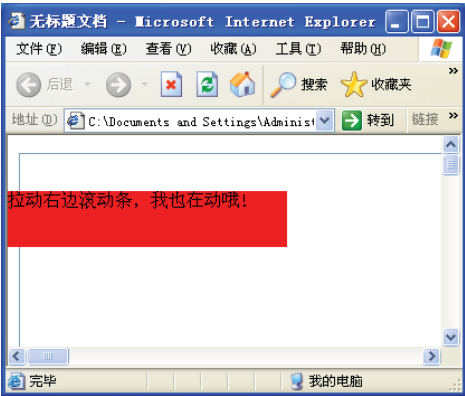 无标题文档 - Microsoft Internet Explorer
文件(F) 编辑(E) 查看(V) 收藏(A) 工具(T) 帮助(H)
后退 搜索 收藏夹 »
地址(D) C:\Documents and Settings\Administ 转到 链接 »
拉动右边滚动条，我也在动哦！
完毕 我的电脑